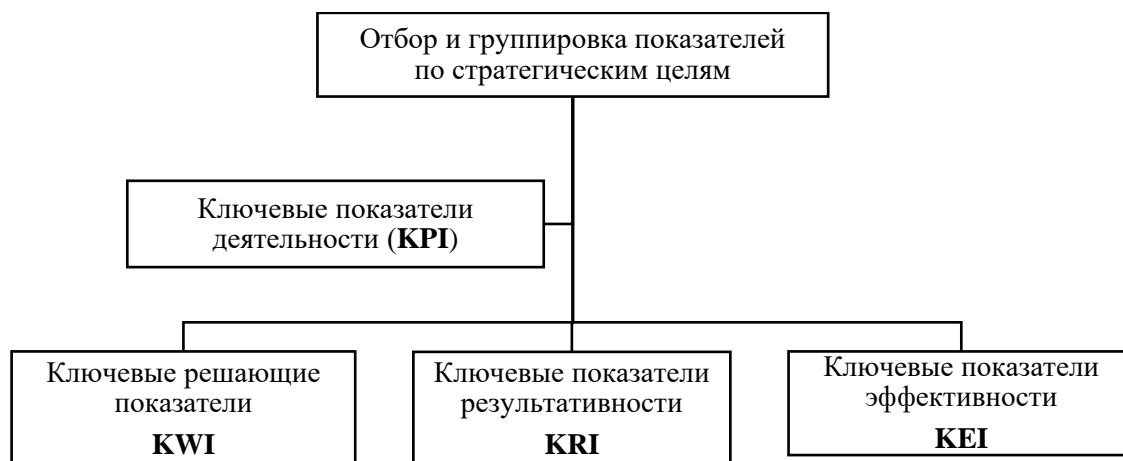 Отбор и группировка показателей
по стратегическим целям
Ключевые показатели
деятельности (KPI)
Ключевые решающие
показатели
KWI
Ключевые показатели
результативности
KRI
Ключевые показатели
эффективности
KEI